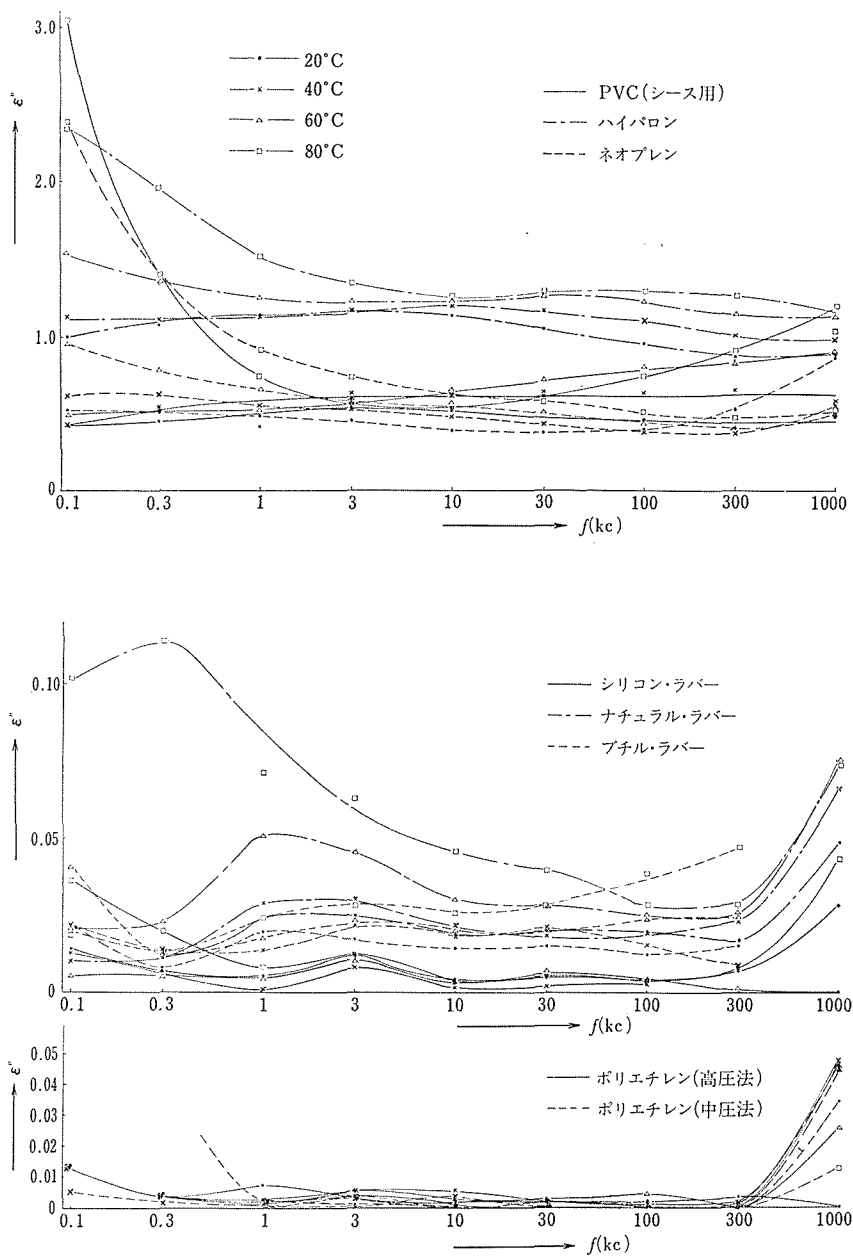 3.0
2.0
1.0
0
ε″
20°C
40°C
60°C
80°C
PVC(シース用)
ハイパロン
ネオプレン
0.1 0.3 1 3 10 30 100 300 1000
f(kc)
0.10
0.05
0
ε″
シリコン・ラバー
ナチュラル・ラバー
ブチル・ラバー
0.1 0.3 1 3 10 30 100 300 1000
f(kc)
0.05
0.04
0.03
0.02
0.01
0
ε″
ポリエチレン(高圧法)
ポリエチレン(中圧法)
0.1 0.3 1 3 10 30 100 300 1000
f(kc)